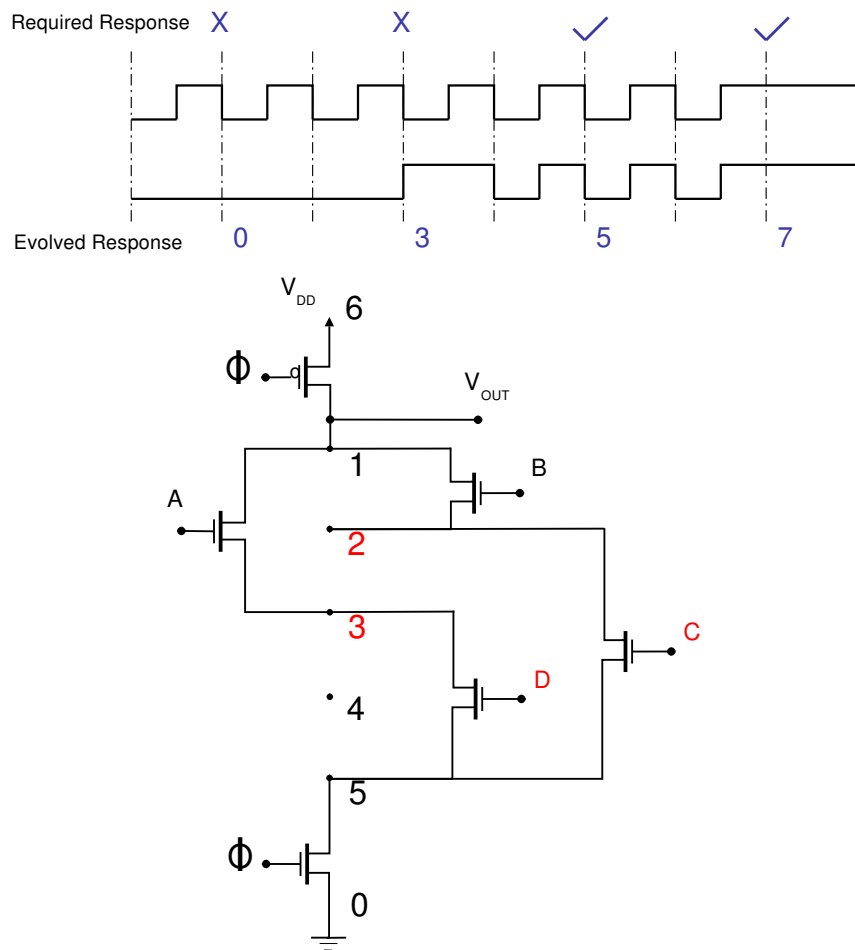 Required Response X X ✓ ✓
Evolved Response 0 3 5 7
V_DD 6
Φ
V_OUT
1 B
A
2
3 C
D
4
5
Φ
0